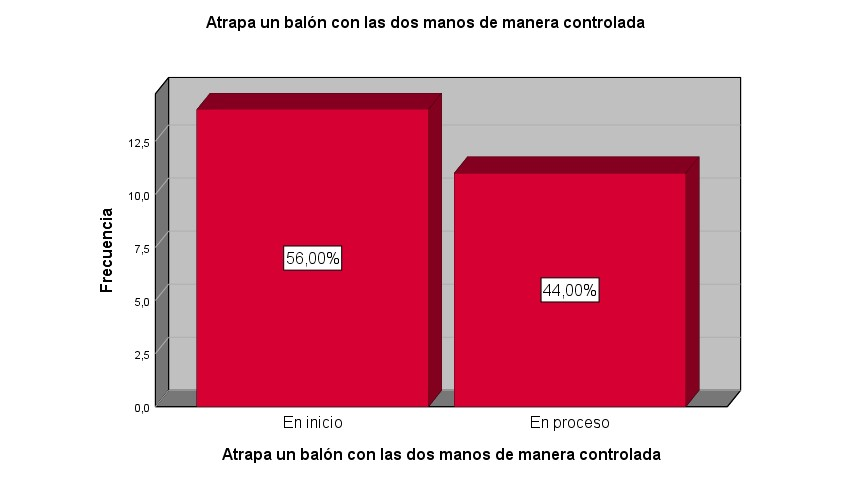 Atrapa un balón con las dos manos de manera controlada
12,5
10,0
7,5
5,0
2,5
0,0
Frecuencia
56,00%
44,00%
En inicio
En proceso
Atrapa un balón con las dos manos de manera controlada